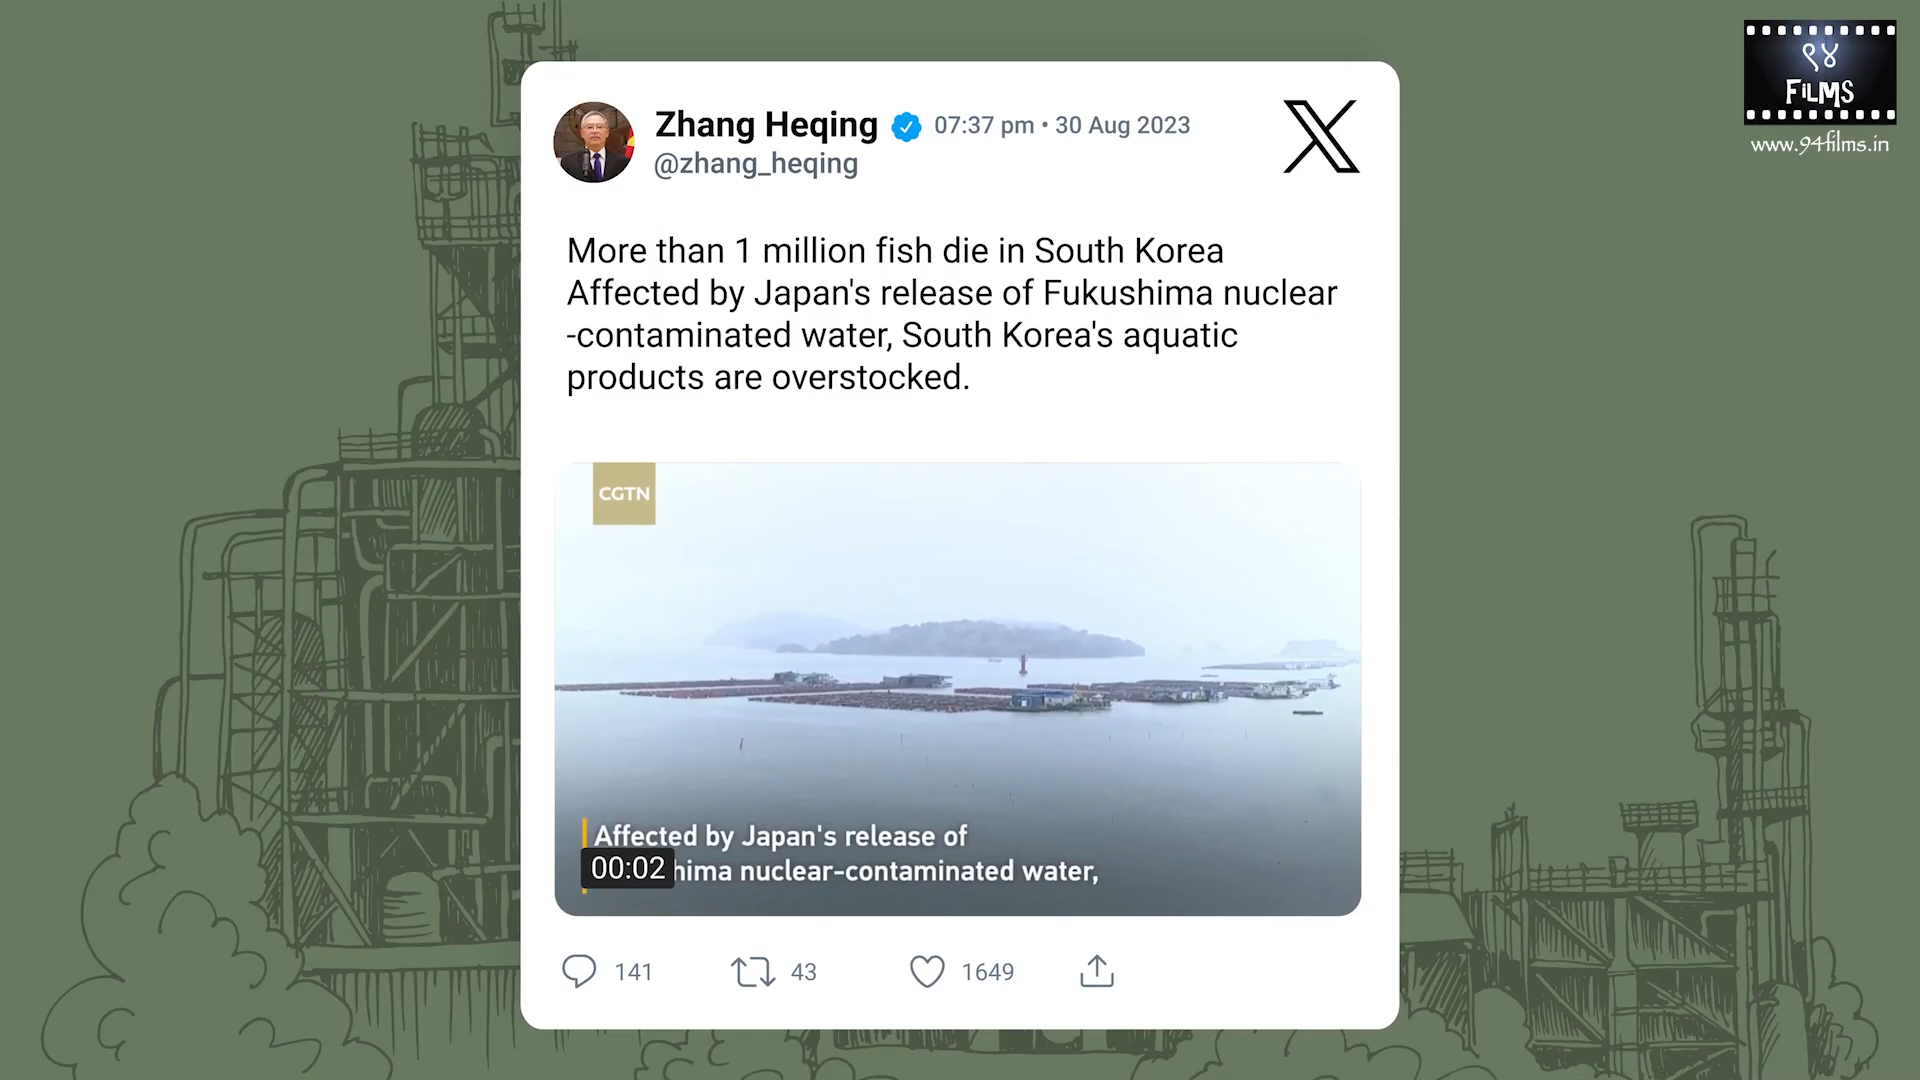 ९४
FiLMS
www.94films.in
Zhang Heqing 07:37 pm • 30 Aug 2023
@zhang_heqing
More than 1 million fish die in South Korea
Affected by Japan's release of Fukushima nuclear
-contaminated water, South Korea's aquatic
products are overstocked.
CGTN
Affected by Japan's release of
00:02 hima nuclear-contaminated water,
141 43 1649